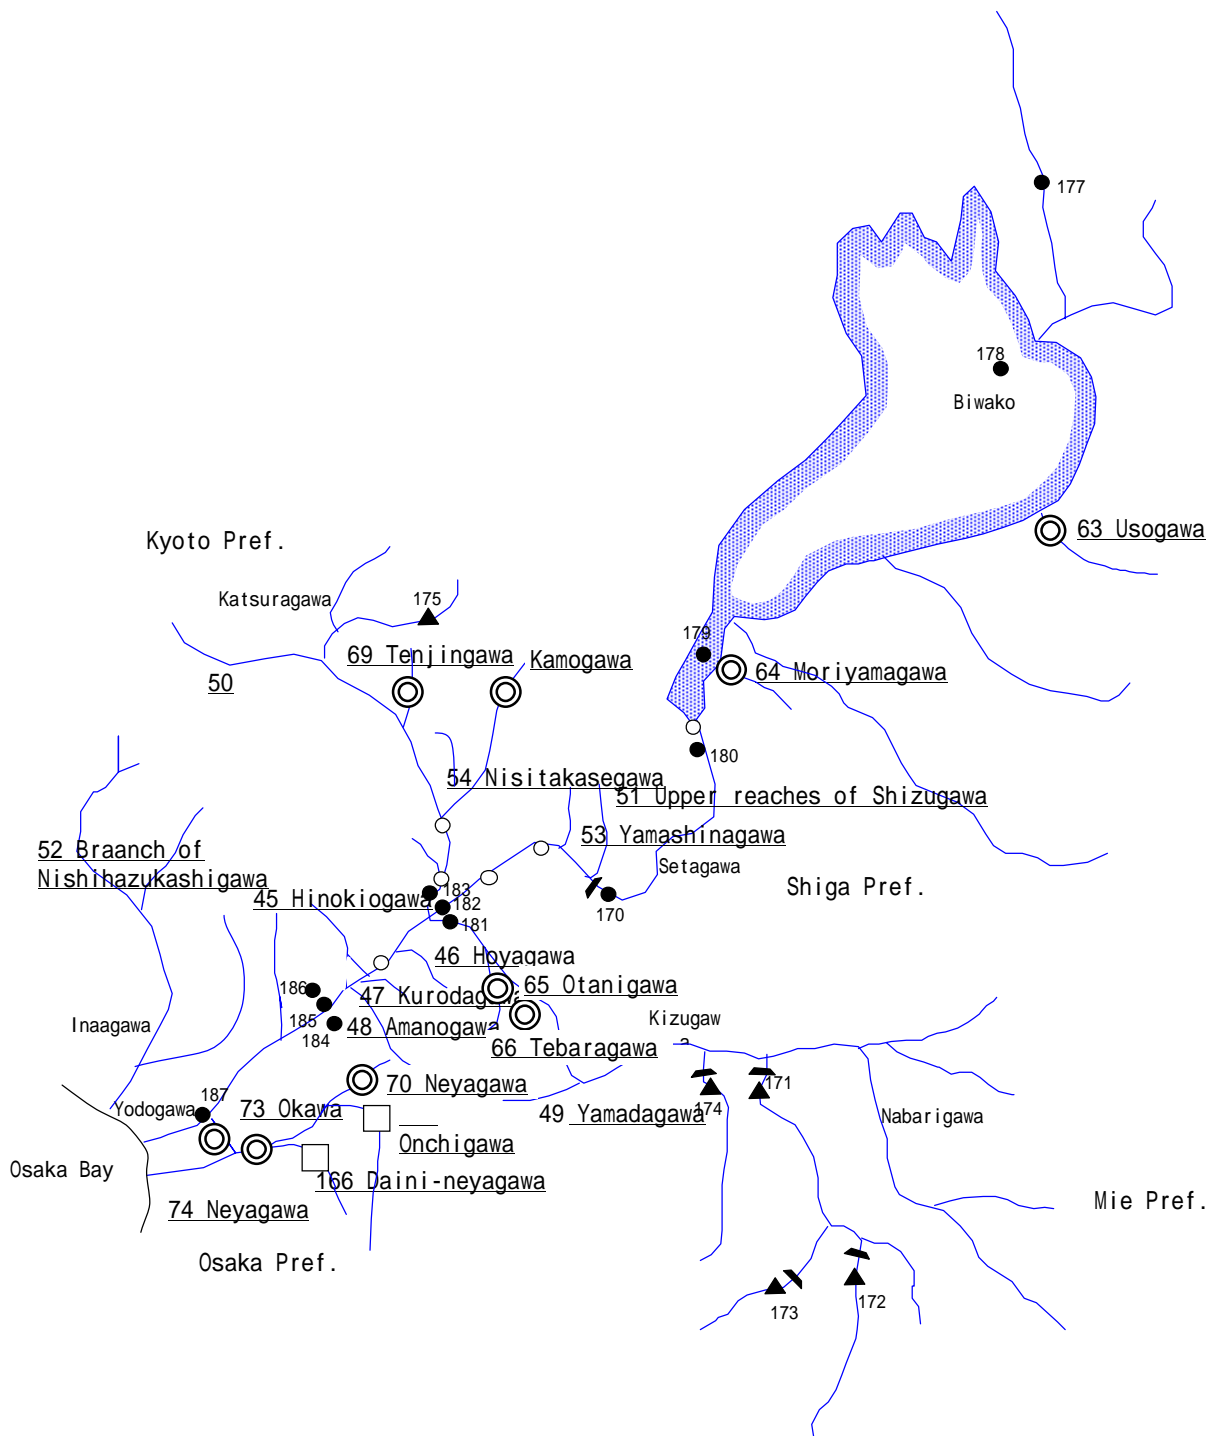 177
178
Biwako
63 Usogawa
Kyoto Pref.
Katsuragawa
175
179
69 Tenjingawa
Kamogawa
64 Moriyamagawa
50
180
54 Nisitakasegawa
51 Upper reaches of Shizugawa
53 Yamashinagawa
52 Braanch of
Nishihazukashigawa
Setagawa
Shiga Pref.
45 Hinokiogawa
183
182
170
181
46 Hoyagawa
186
47 Kurodagawa
65 Otanigawa
Inaagawa
185
184
48 Amanogawa
Kizugaw
a
66 Tebaragawa
171
70 Neyagawa
187
Yodogawa
73 Okawa
49 Yamadagawa
174
Nabarigawa
Onchigawa
Osaka Bay
166 Daini-neyagawa
74 Neyagawa
Mie Pref.
Osaka Pref.
173
172